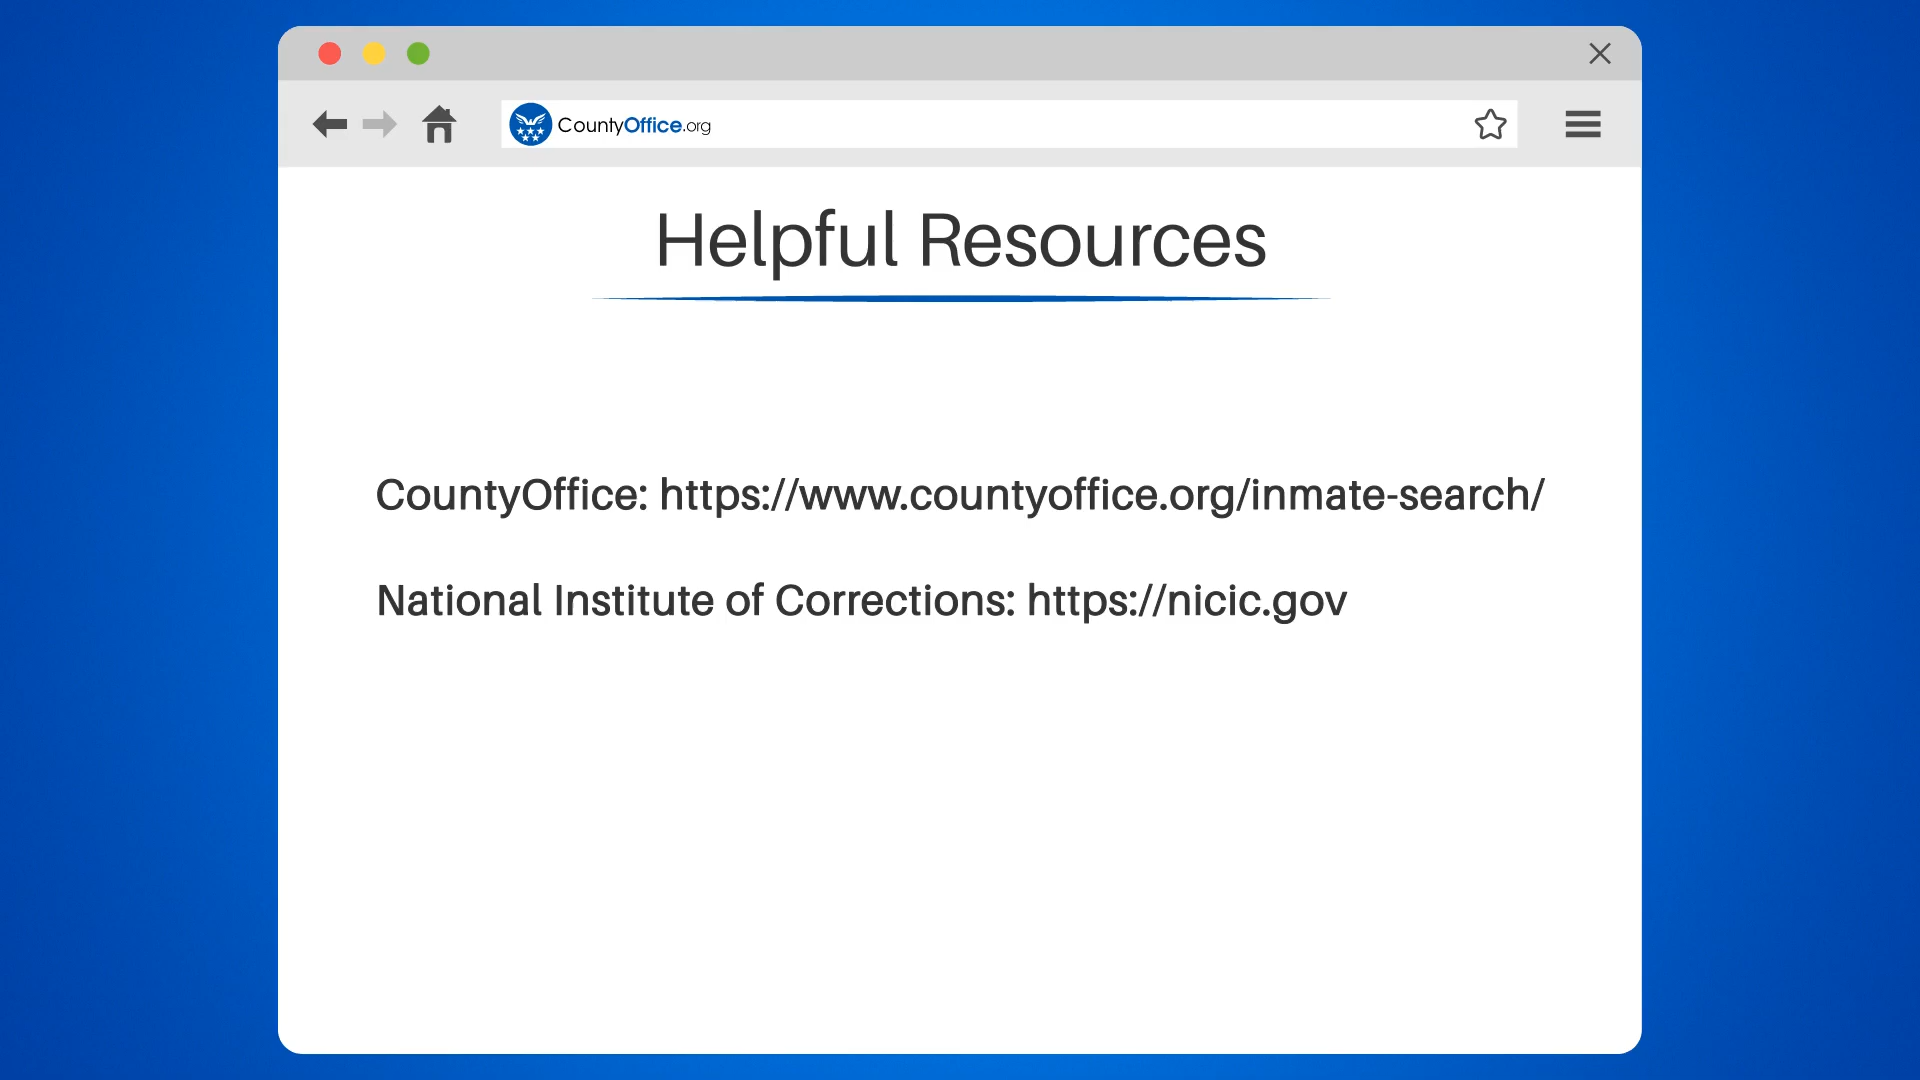 CountyOffice.org
Helpful Resources
CountyOffice: https://www.countyoffice.org/inmate-search/
National Institute of Corrections: https://nicic.gov